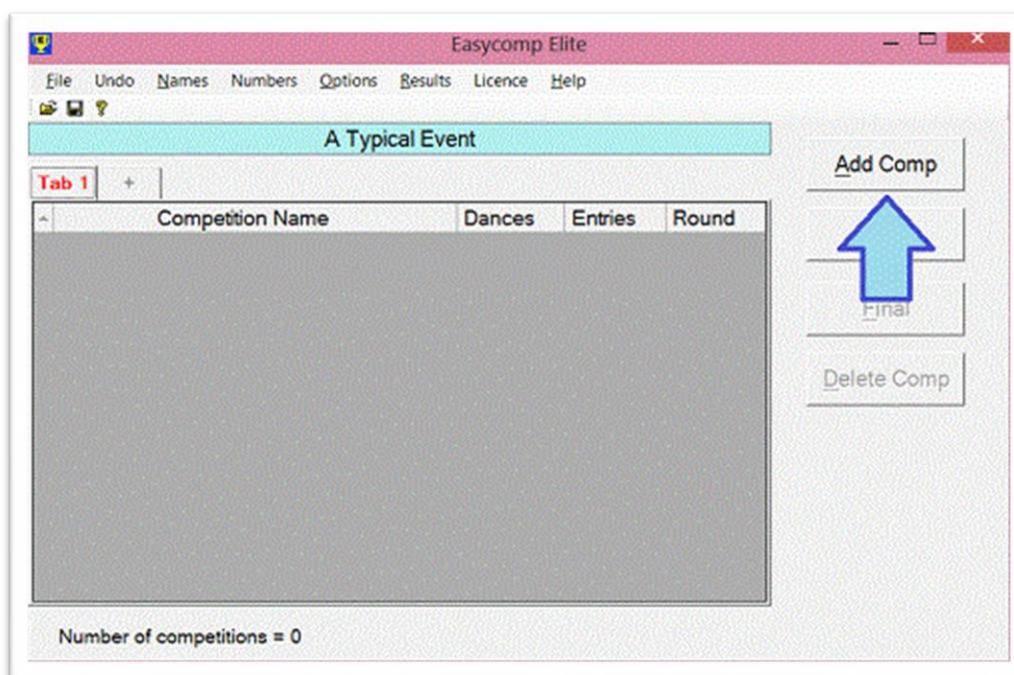 Easycomp Elite
File Undo Names Numbers Options Results Licence Help
A Typical Event
Add Comp
Tab 1 +
Competition Name Dances Entries Round
Final
Delete Comp
Number of competitions = 0